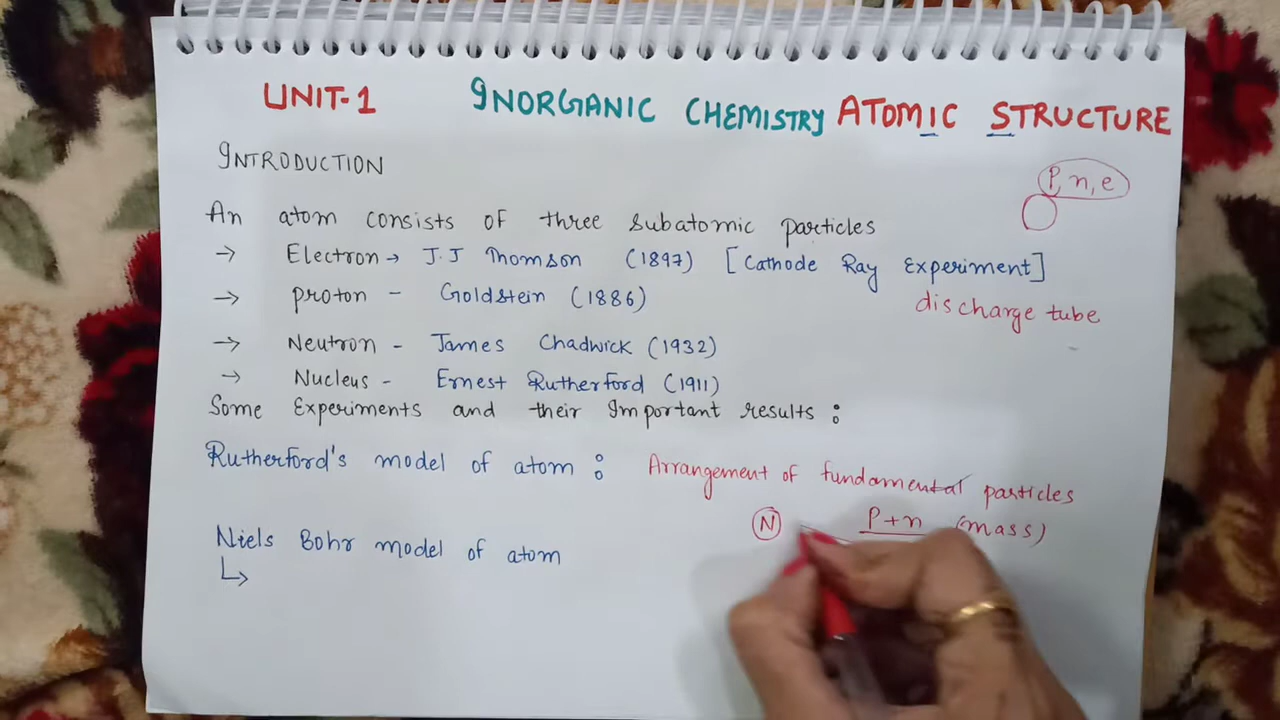 UNIT-1 INORGANIC CHEMISTRY ATOMIC STRUCTURE
INTRODUCTION
P, n, e
An atom consists of three subatomic particles
→ Electron → J.J Thomson (1897) [Cathode Ray Experiment]
→ proton - Goldstein (1886)
discharge tube
→ Neutron - James Chadwick (1932)
→ Nucleus - Ernest Rutherford (1911)
Some Experiments and their Important results :
Rutherford's model of atom : Arrangement of fundamental particles
N P+n (mass)
Niels Bohr model of atom
↳